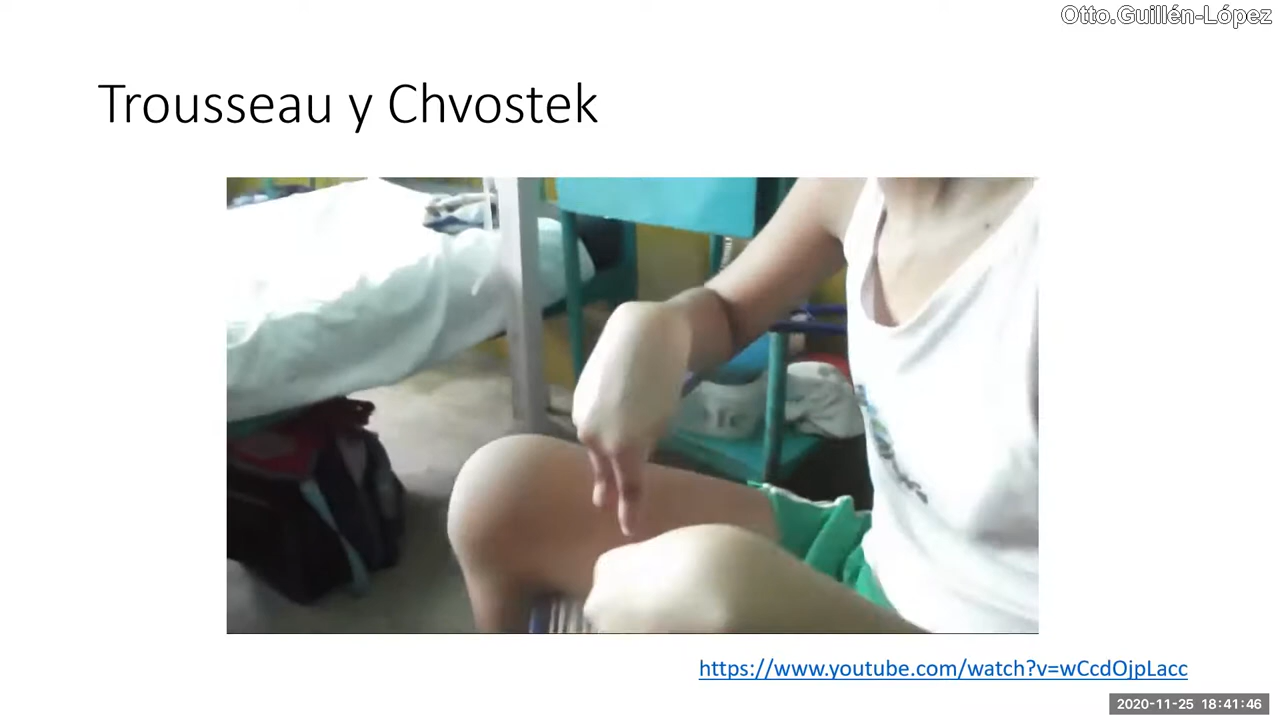 Otto.Guillén-López
Trousseau y Chvostek
https://www.youtube.com/watch?v=wCcdOjpLacc
2020-11-25 18:41:46